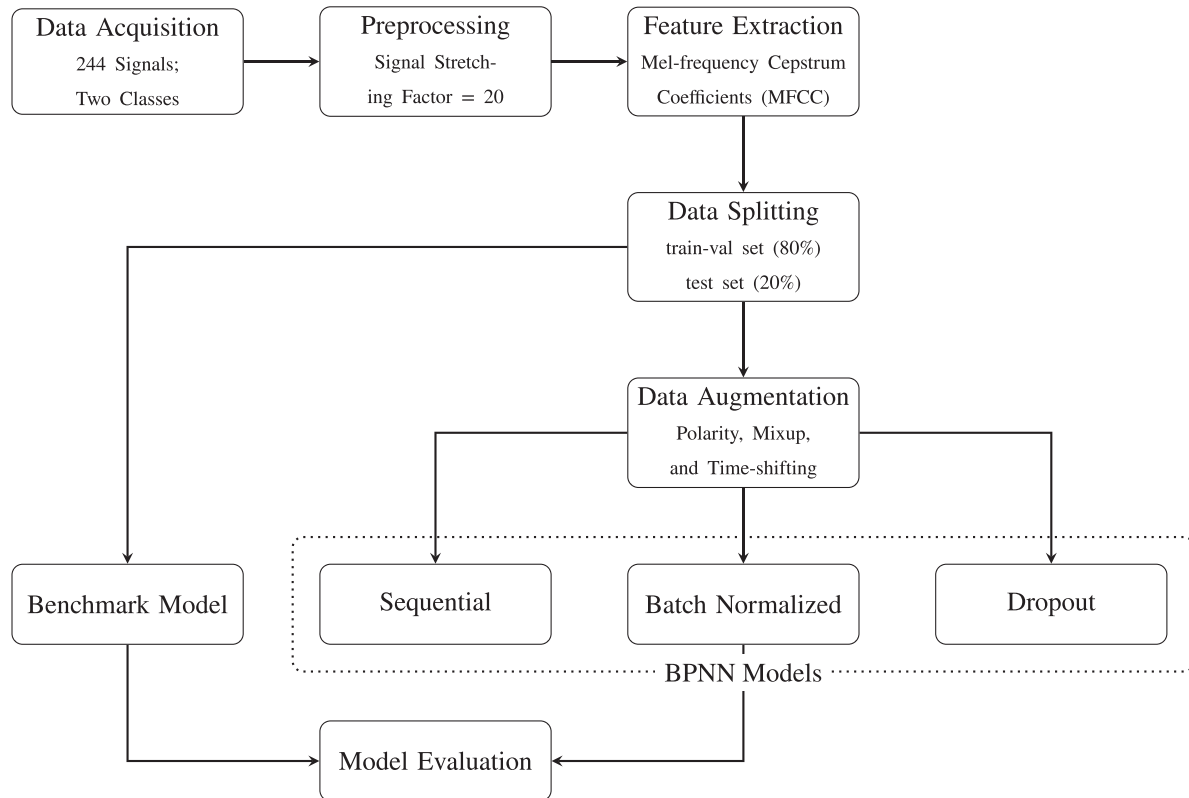 Data Acquisition
244 Signals;
Two Classes
Preprocessing
Signal Stretch-
ing Factor = 20
Feature Extraction
Mel-frequency Cepstrum
Coefficients (MFCC)
Data Splitting
train-val set (80%)
test set (20%)
Data Augmentation
Polarity, Mixup,
and Time-shifting
Benchmark Model
Sequential
Batch Normalized
Dropout
BPNN Models
Model Evaluation